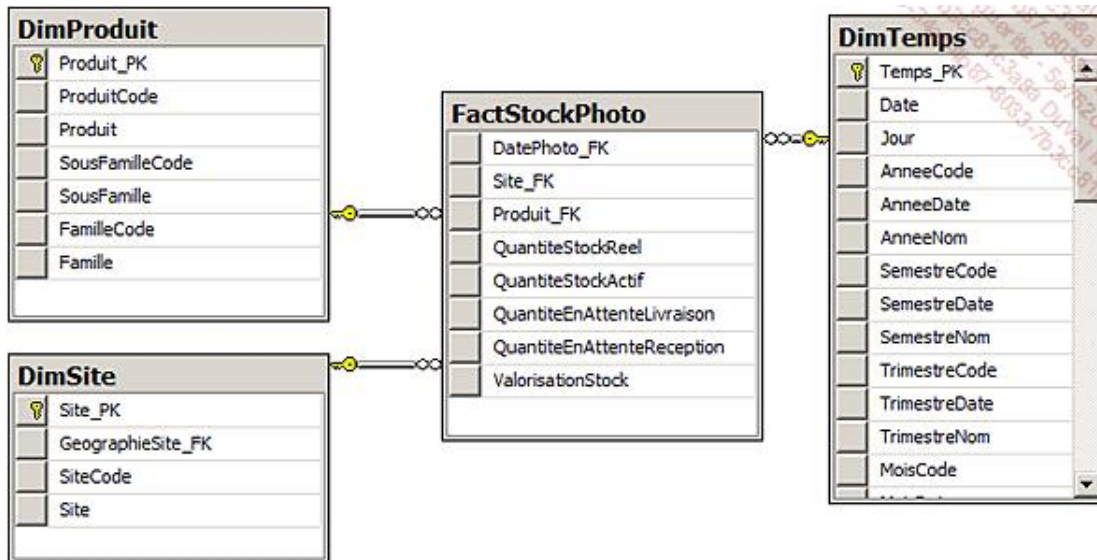 DimProduit
Produit_PK
ProduitCode
Produit
SousFamilleCode
SousFamille
FamilleCode
Famille
DimSite
Site_PK
GeographieSite_FK
SiteCode
Site
FactStockPhoto
DatePhoto_FK
Site_FK
Produit_FK
QuantiteStockReel
QuantiteStockActif
QuantiteEnAttenteLivraison
QuantiteEnAttenteReception
ValorisationStock
DimTemps
Temps_PK
Date
Jour
AnneeCode
AnneeDate
AnneeNom
SemestreCode
SemestreDate
SemestreNom
TrimestreCode
TrimestreDate
TrimestreNom
MoisCode